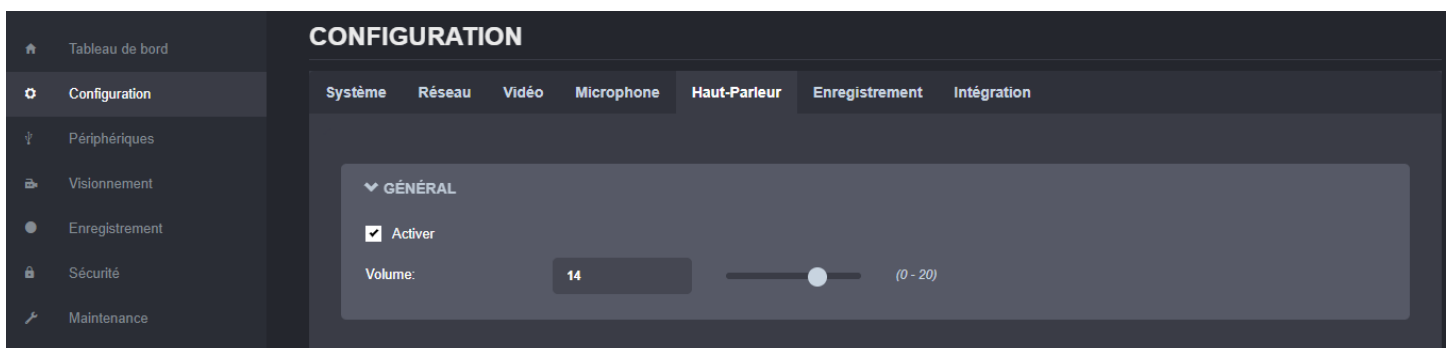 Tableau de bord
Configuration
Périphériques
Visionnement
Enregistrement
Sécurité
Maintenance
CONFIGURATION
Système Réseau Vidéo Microphone Haut-Parleur Enregistrement Intégration
GÉNÉRAL
Activer
Volume: 14 (0 - 20)